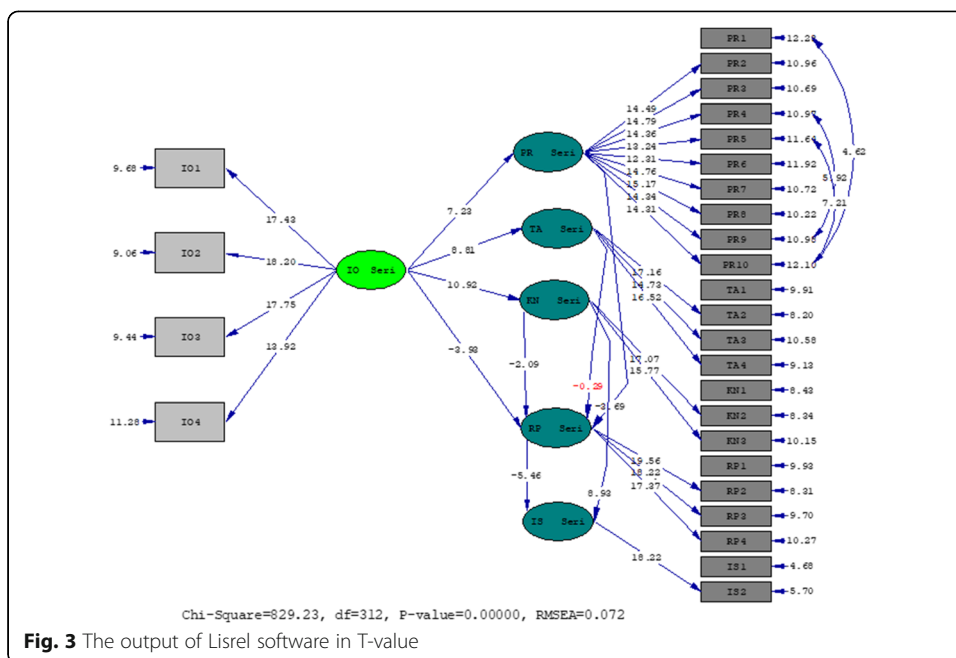 PR1 12.28
PR2 10.96
PR3 10.69
PR4 10.97
PR5 11.64
PR6 11.92
PR7 10.72
PR8 10.22
PR9 10.98
PR10 12.10
TA1 9.91
TA2 8.20
TA3 10.58
TA4 9.13
KN1 8.43
KN2 8.34
KN3 10.15
RP1 9.93
RP2 8.31
RP3 9.70
RP4 10.27
IS1 4.68
IS2 5.70
4.62
5.92
7.21
14.49
14.79
14.36
13.24
12.31
14.76
15.17
14.34
14.31
17.16
14.73
16.52
17.07
15.77
19.56
18.22
17.37
18.22
PR Seri
TA Seri
KN Seri
RP Seri
IS Seri
7.23
8.81
10.92
-3.93
-2.09
-0.29
-3.69
-5.46
8.93
IO Seri
9.68 IO1
9.06 IO2
9.44 IO3
11.28 IO4
17.43
18.20
17.75
13.92
Chi-Square=829.23, df=312, P-value=0.00000, RMSEA=0.072
Fig. 3 The output of Lisrel software in T-value